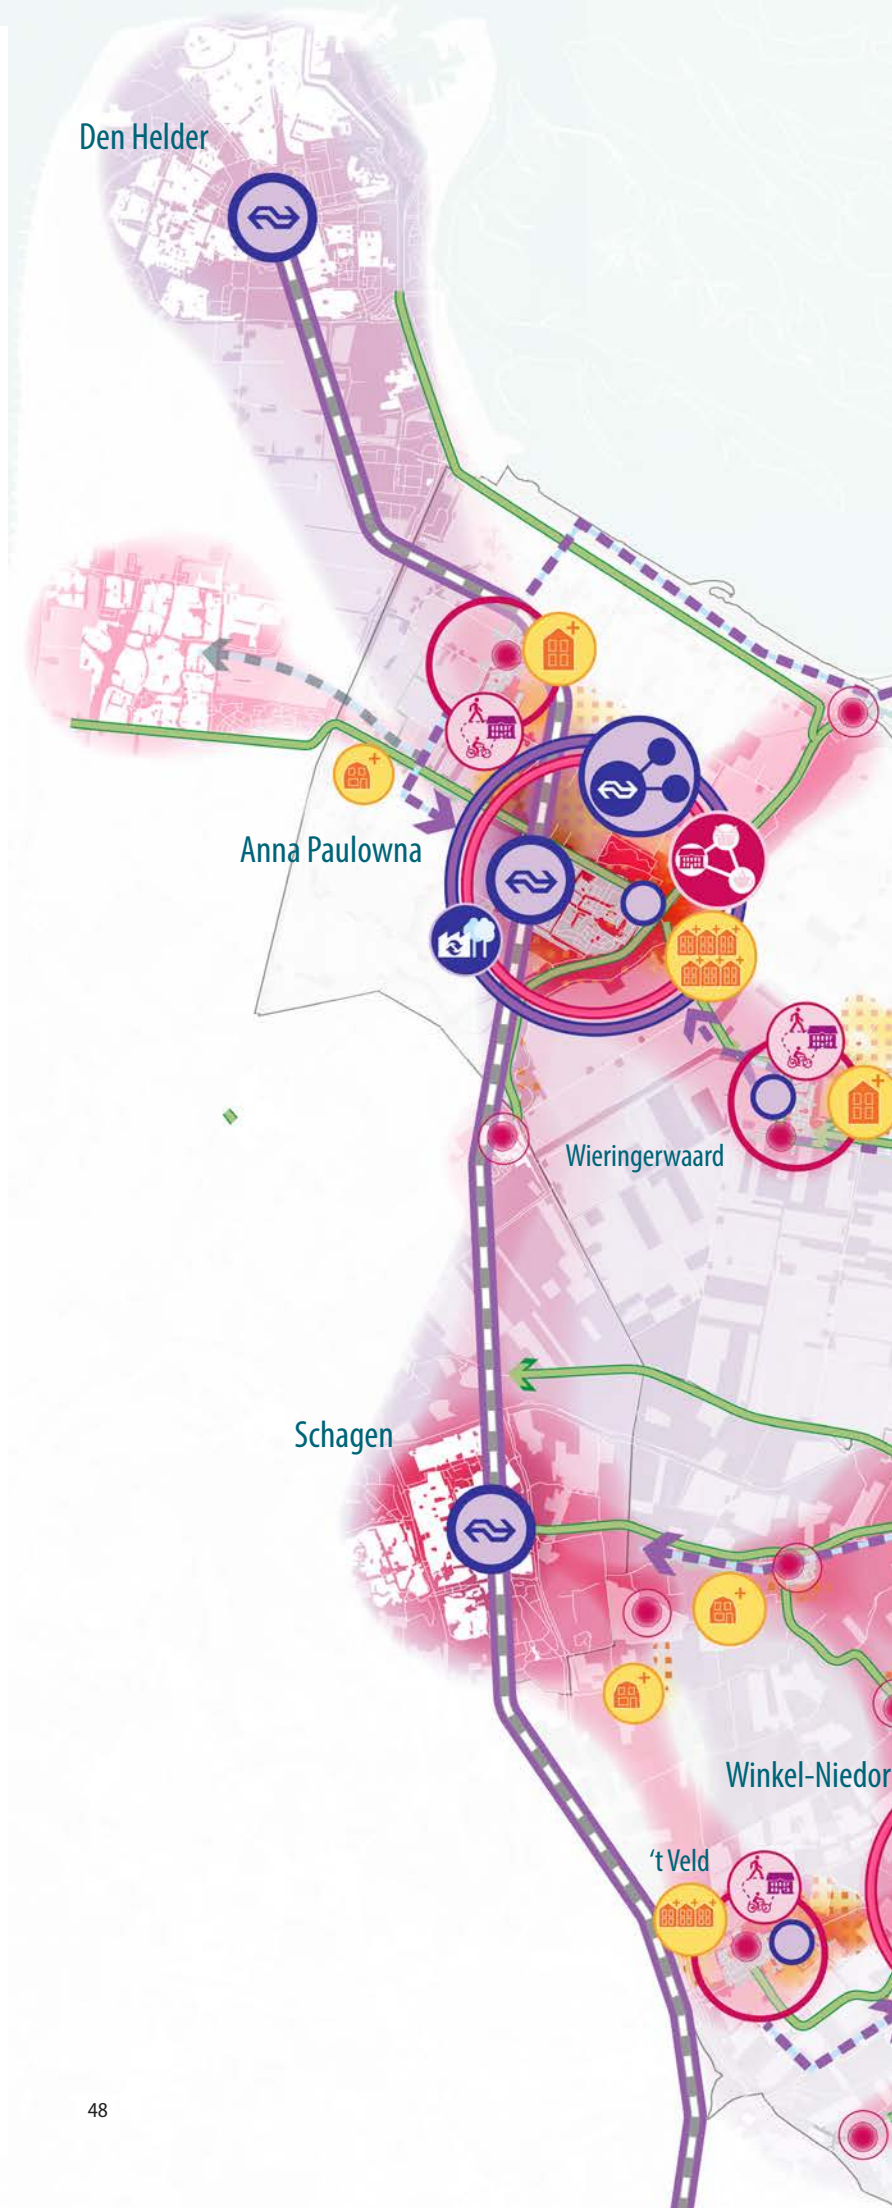 Den Helder
Anna Paulowna
Wieringerwaard
Schagen
Winkel-Niedor
‘t Veld
48